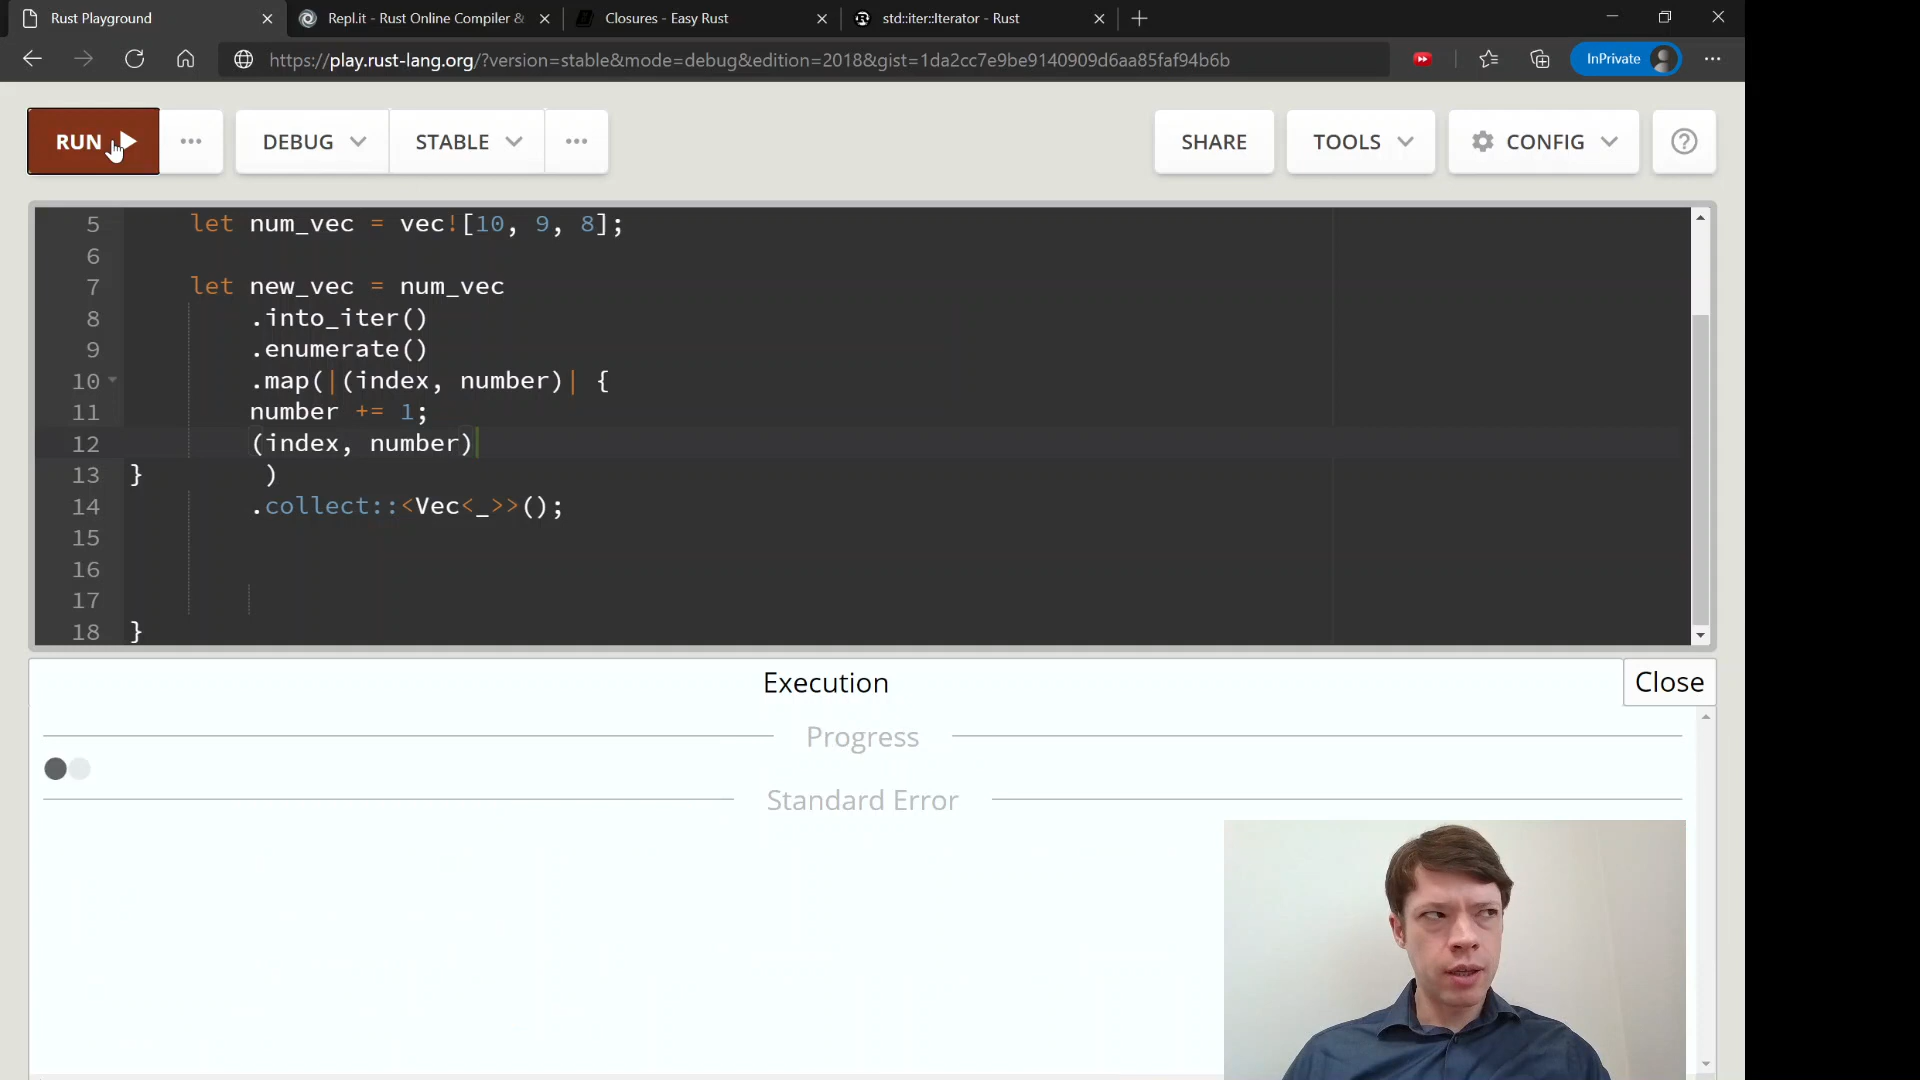 Rust Playground
Repl.it - Rust Online Compiler &
Closures - Easy Rust
std::iter::Iterator - Rust
https://play.rust-lang.org/?version=stable&mode=debug&edition=2018&gist=1da2cc7e9be9140909d6aa85faf94b6b
InPrivate
RUN
DEBUG
STABLE
SHARE
TOOLS
CONFIG
5 let num_vec = vec![10, 9, 8];
6
7 let new_vec = num_vec
8 .into_iter()
9 .enumerate()
10 .map(|(index, number)| {
11 number += 1;
12 (index, number)
13 } )
14 .collect::<Vec<_>>();
15
16
17
18 }
Execution
Close
Progress
Standard Error